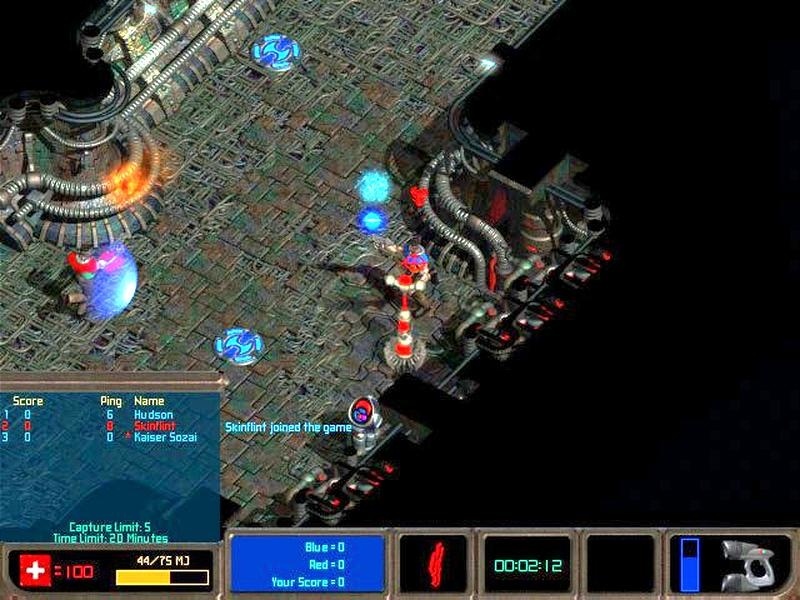 Score Ping Name
1 0 6 Hudson
2 0 0 Skinflint
3 0 0 * Kaiser Sozai
Skinflint joined the game
Capture Limit: 5
Time Limit: 20 Minutes
=100
44/75 MJ
Blue = 0
Red = 0
Your Score = 0
00:02:12